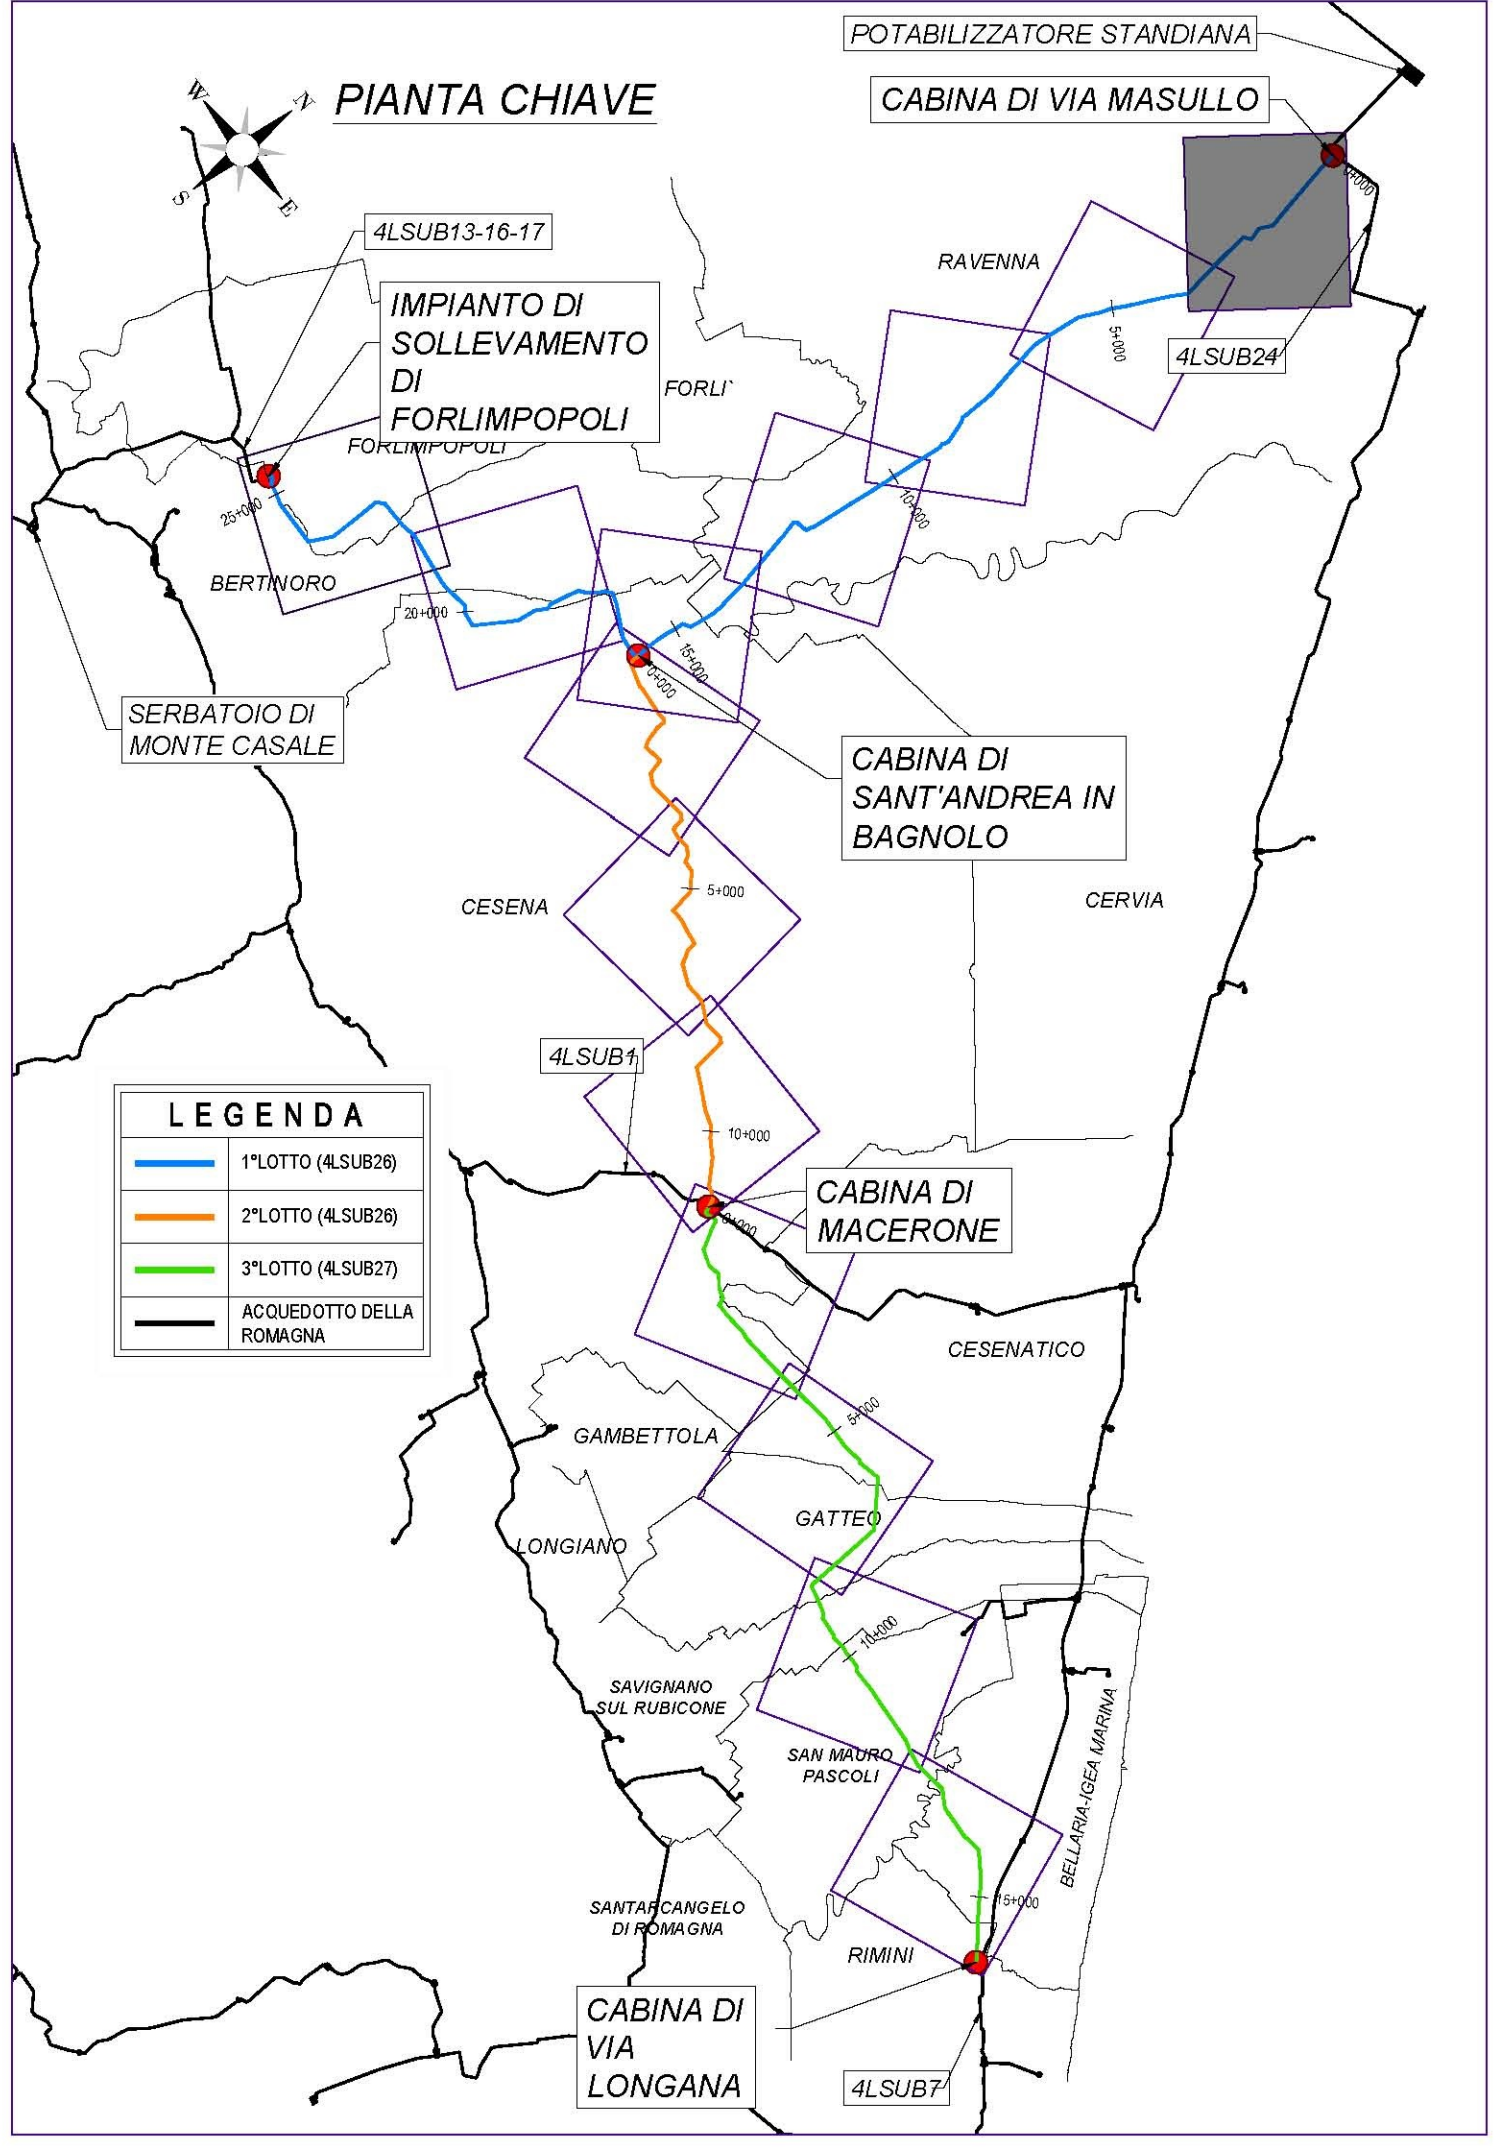 POTABILIZZATORE STANDIANA
PIANTA CHIAVE
CABINA DI VIA MASULLO
W
N
S
E
0+000
4LSUB13-16-17
RAVENNA
IMPIANTO DI
SOLLEVAMENTO
DI
FORLIMPOPOLI
5+000
4LSUB24
FORLI`
FORLIMPOPOLI
25+000
10+000
BERTINORO
20+000
15+000
0+000
SERBATOIO DI
MONTE CASALE
CABINA DI
SANT'ANDREA IN
BAGNOLO
5+000
CESENA
CERVIA
4LSUB1
LEGENDA
1°LOTTO (4LSUB26)
2°LOTTO (4LSUB26)
3°LOTTO (4LSUB27)
ACQUEDOTTO DELLA
ROMAGNA
10+000
CABINA DI
MACERONE
0+000
CESENATICO
5+000
GAMBETTOLA
GATTEO
LONGIANO
10+000
SAVIGNANO
SUL RUBICONE
SAN MAURO
PASCOLI
BELLARIA-IGEA MARINA
15+000
SANTARCANGELO
DI ROMAGNA
RIMINI
CABINA DI
VIA
LONGANA
4LSUB7